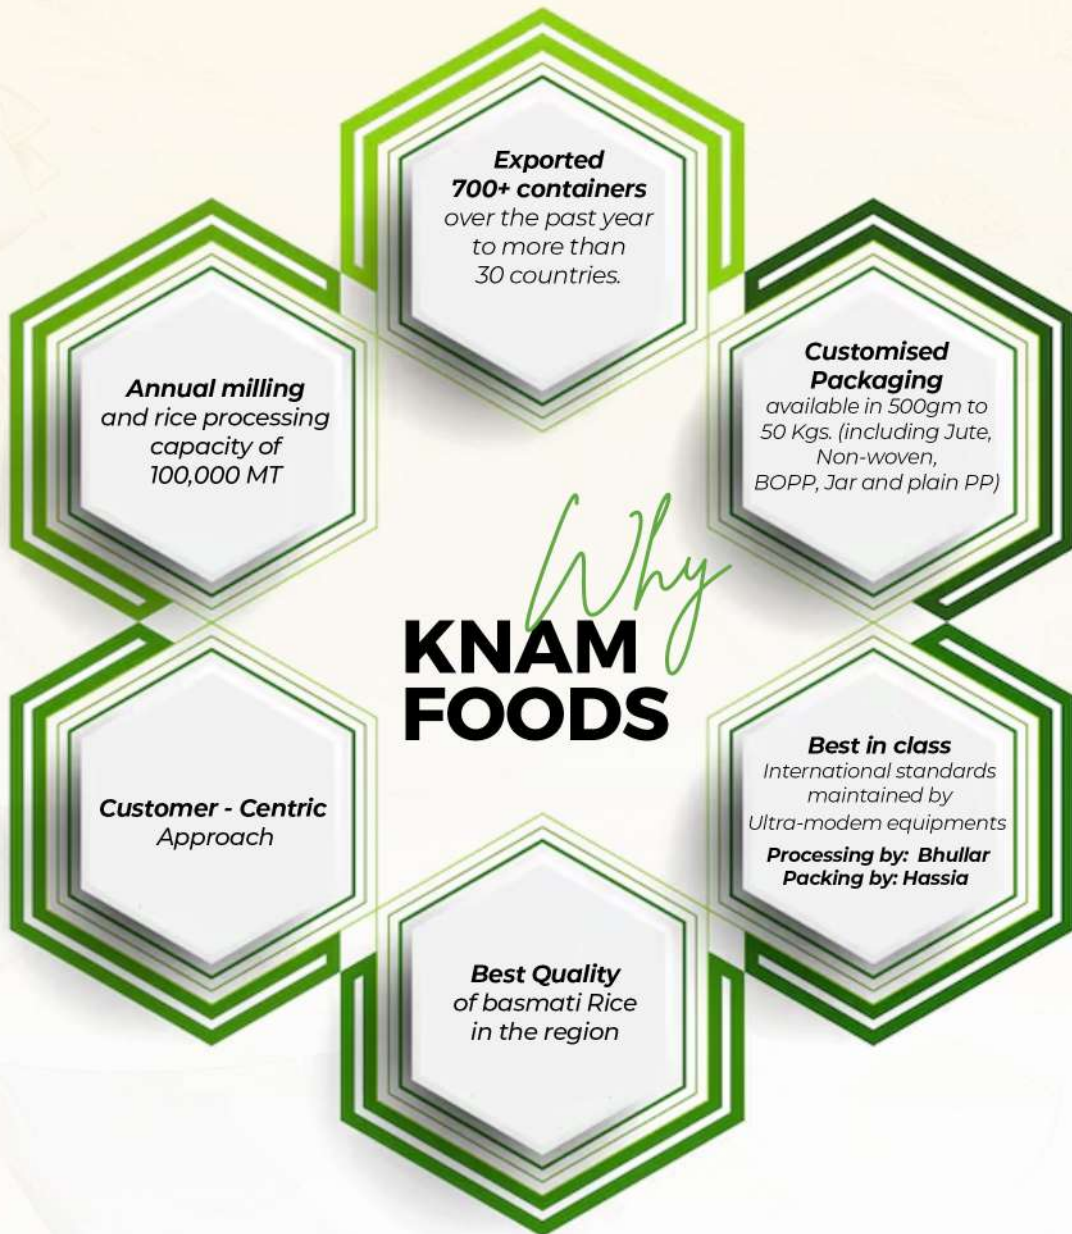 Exported
700+ containers
over the past year
to more than
30 countries.
Customised
Packaging
available in 500gm to
50 Kgs. (including Jute,
Non-woven,
BOPP, Jar and plain PP)
Annual milling
and rice processing
capacity of
100,000 MT
Why
KNAM
FOODS
Best in class
International standards
maintained by
Ultra-modem equipments
Processing by: Bhullar
Packing by: Hassia
Customer - Centric
Approach
Best Quality
of basmati Rice
in the region